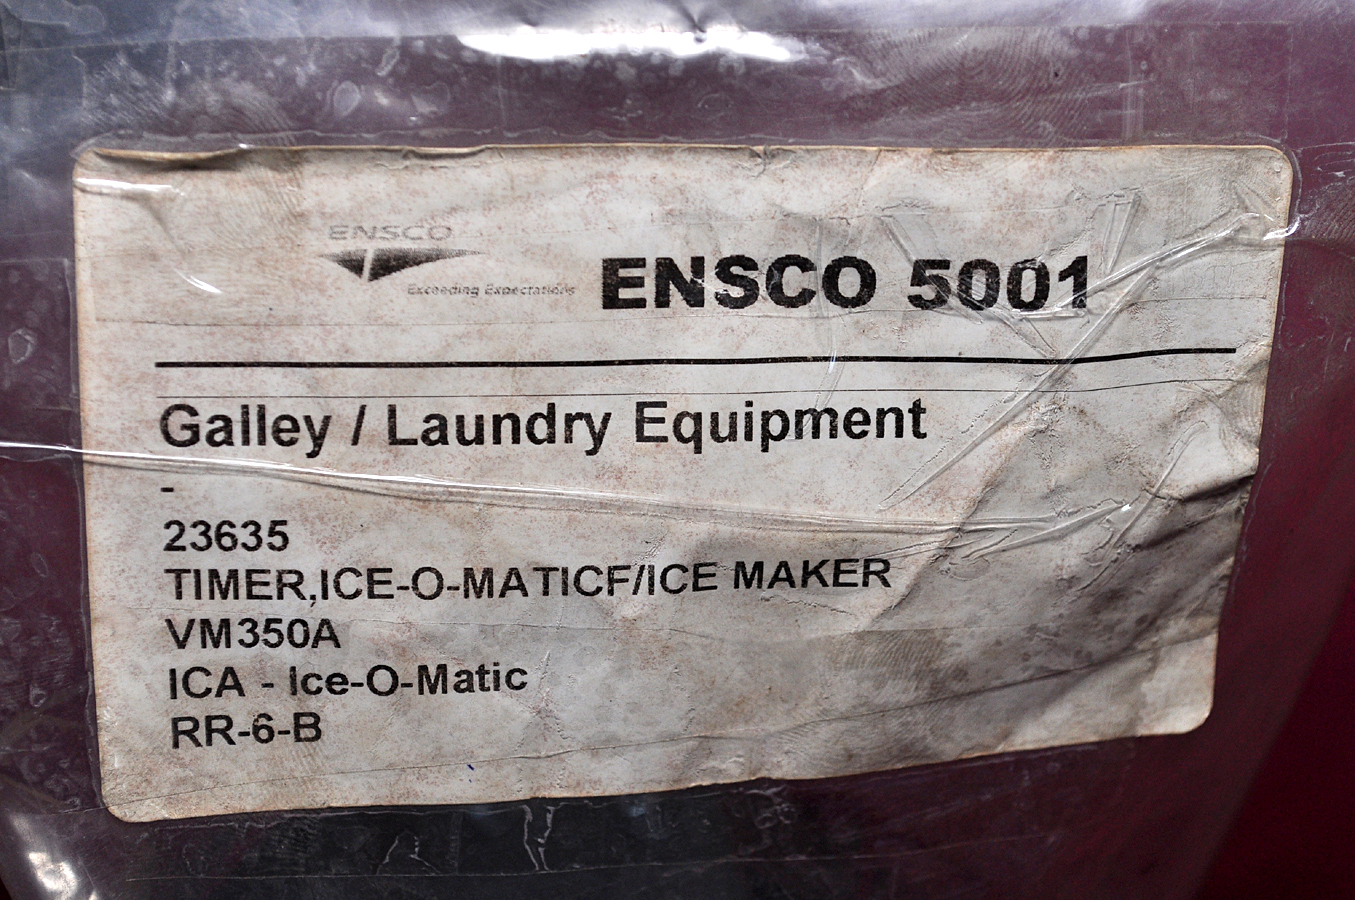 ENSCO
Exceeding Expectations
ENSCO 5001
Galley / Laundry Equipment
-
23635
TIMER,ICE-O-MATICF/ICE MAKER
VM350A
ICA - Ice-O-Matic
RR-6-B